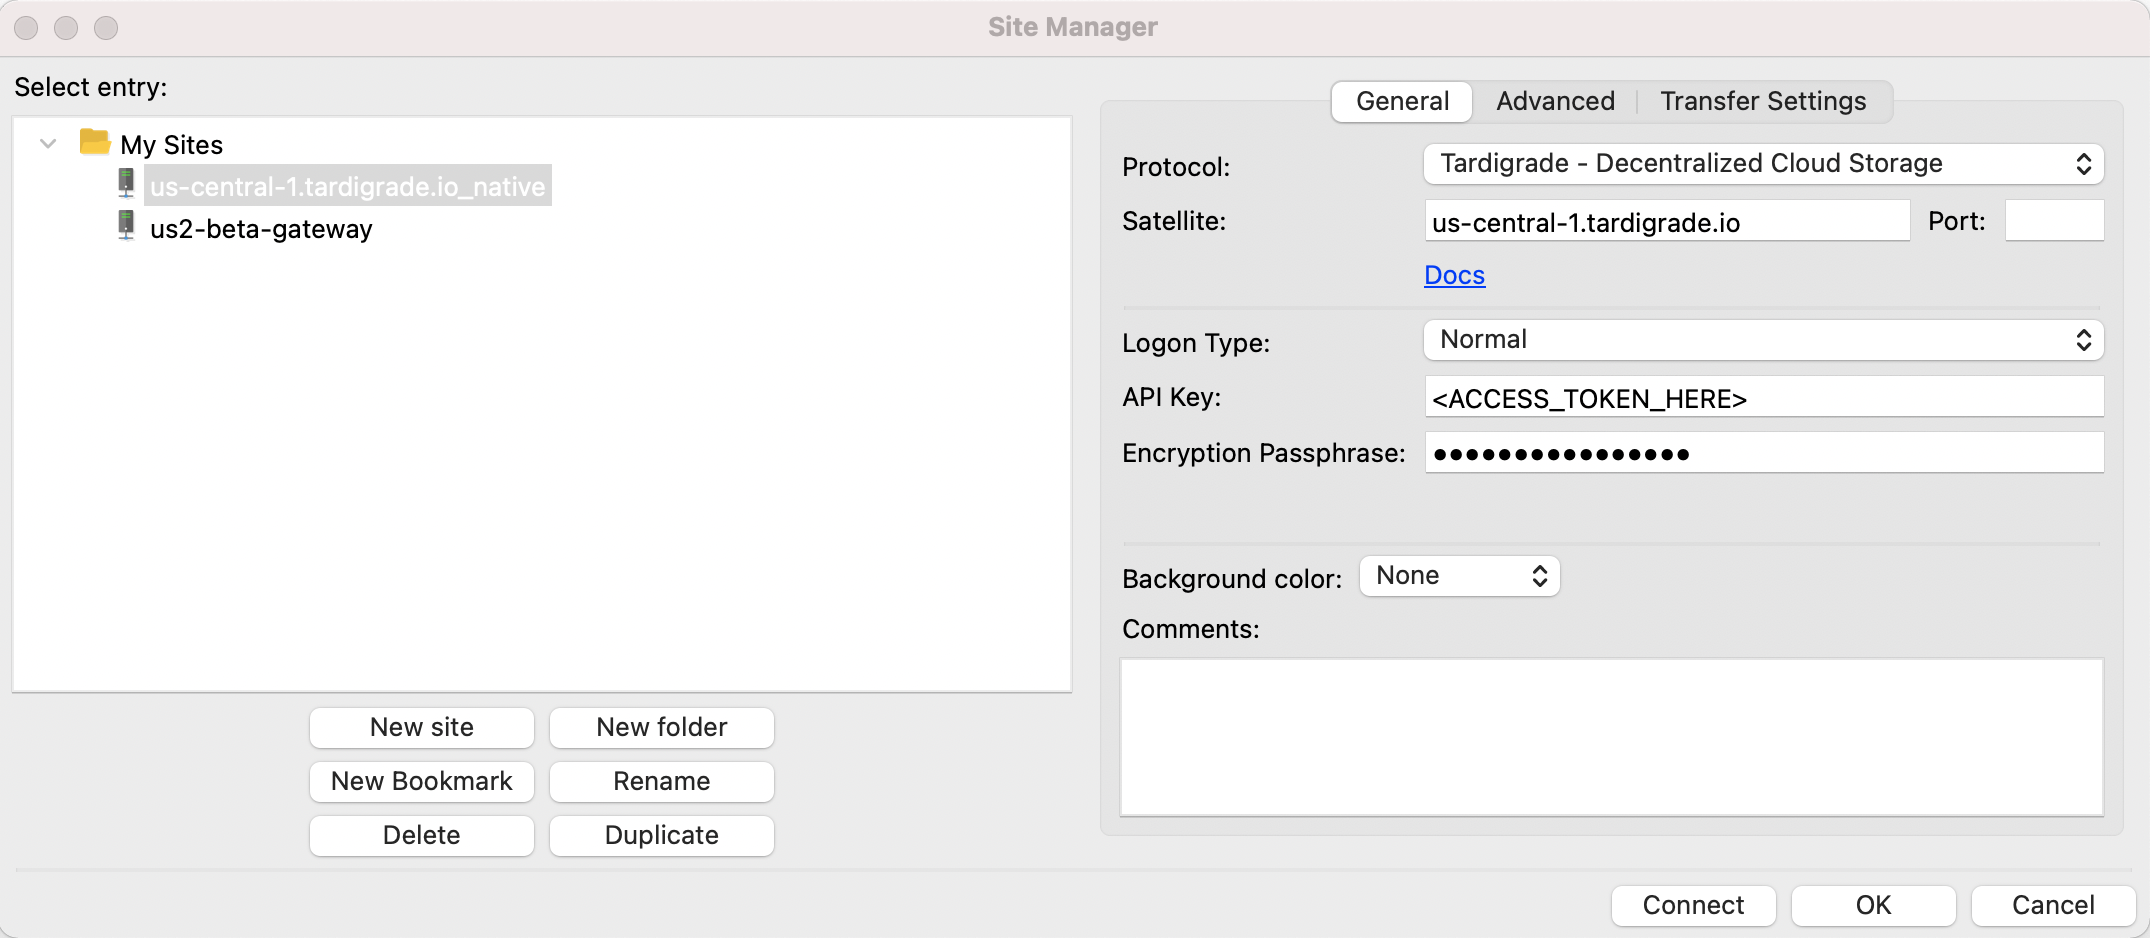 Site Manager
Select entry:
My Sites
us-central-1.tardigrade.io_native
us2-beta-gateway
New site
New folder
New Bookmark
Rename
Delete
Duplicate
General
Advanced
Transfer Settings
Protocol:
Tardigrade - Decentralized Cloud Storage
Satellite:
us-central-1.tardigrade.io
Port:
Docs
Logon Type:
Normal
API Key:
<ACCESS_TOKEN_HERE>
Encryption Passphrase:
••••••••••••••••
Background color:
None
Comments:
Connect
OK
Cancel